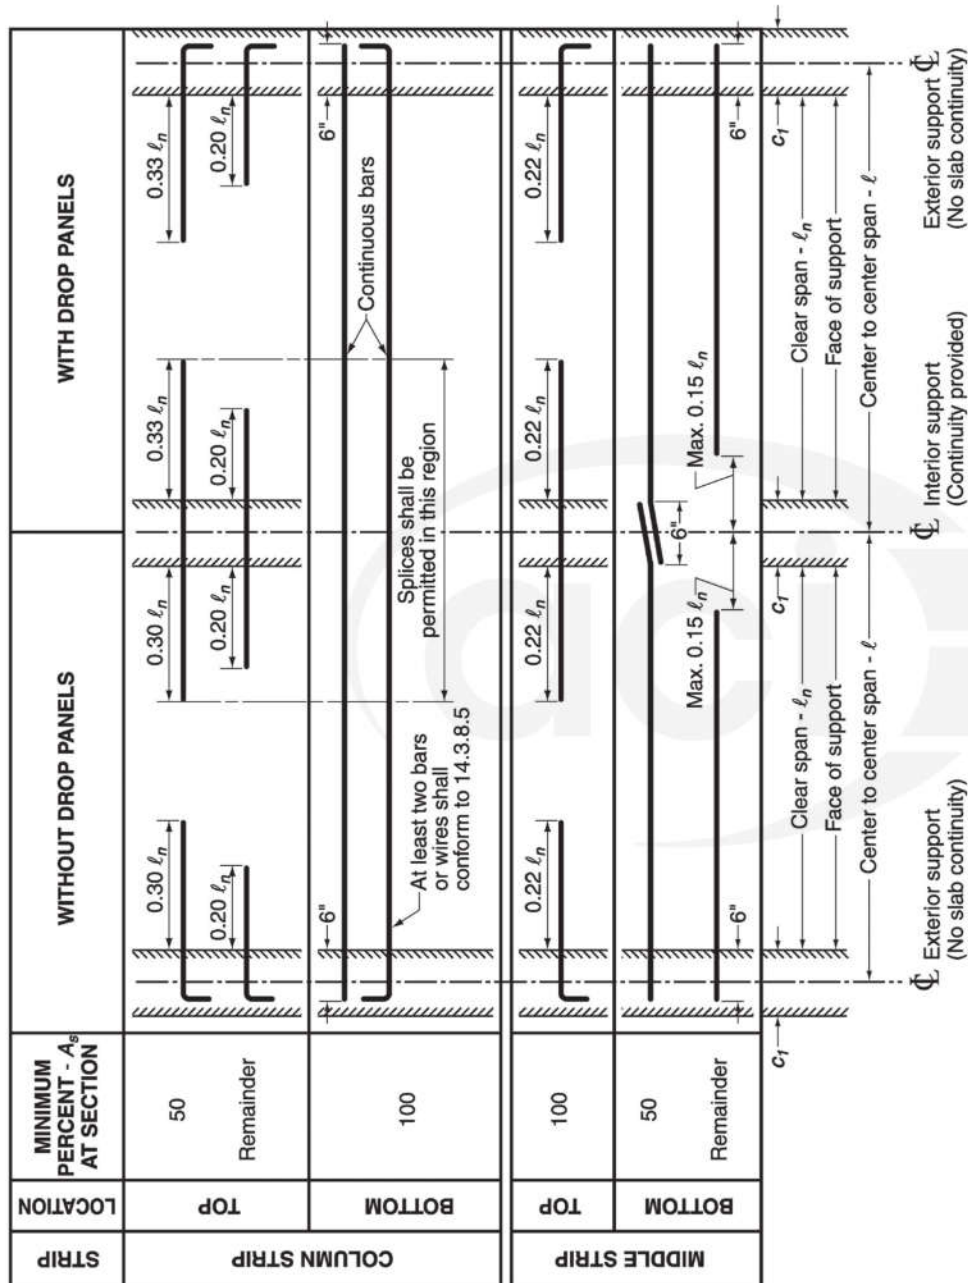 STRIP
LOCATION
MINIMUM
PERCENT - Aₛ
AT SECTION
WITHOUT DROP PANELS
WITH DROP PANELS
COLUMN STRIP
TOP
50
Remainder
0.30 ℓₙ
0.30 ℓₙ
0.33 ℓₙ
0.33 ℓₙ
0.20 ℓₙ
0.20 ℓₙ
0.20 ℓₙ
0.20 ℓₙ
BOTTOM
100
6"
6"
Continuous bars
At least two bars
or wires shall
conform to 14.3.8.5
Splices shall be
permitted in this region
MIDDLE STRIP
TOP
100
0.22 ℓₙ
0.22 ℓₙ
0.22 ℓₙ
0.22 ℓₙ
BOTTOM
50
Remainder
6"
Max. 0.15 ℓₙ
6"
Max. 0.15 ℓₙ
6"
c₁
c₁
c₁
Clear span - ℓₙ
Clear span - ℓₙ
Face of support
Face of support
Center to center span - ℓ
Center to center span - ℓ
℄ Exterior support
(No slab continuity)
℄ Interior support
(Continuity provided)
℄
Exterior support
(No slab continuity)
aci